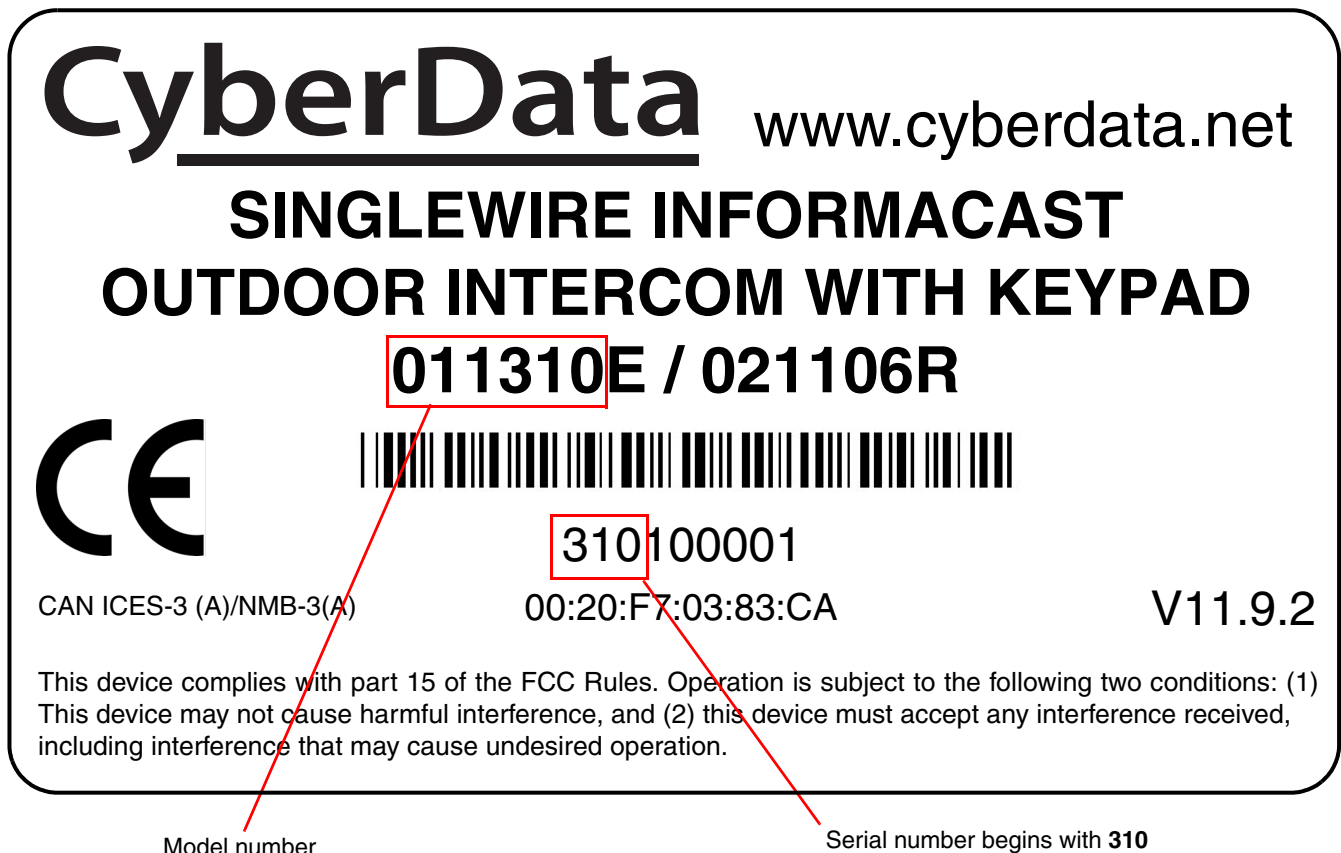 CyberData www.cyberdata.net
SINGLEWIRE INFORMACAST
OUTDOOR INTERCOM WITH KEYPAD
011310E / 021106R
CE
310100001
CAN ICES-3 (A)/NMB-3(A) 00:20:F7:03:83:CA V11.9.2
This device complies with part 15 of the FCC Rules. Operation is subject to the following two conditions: (1)
This device may not cause harmful interference, and (2) this device must accept any interference received,
including interference that may cause undesired operation.
Model number Serial number begins with 310